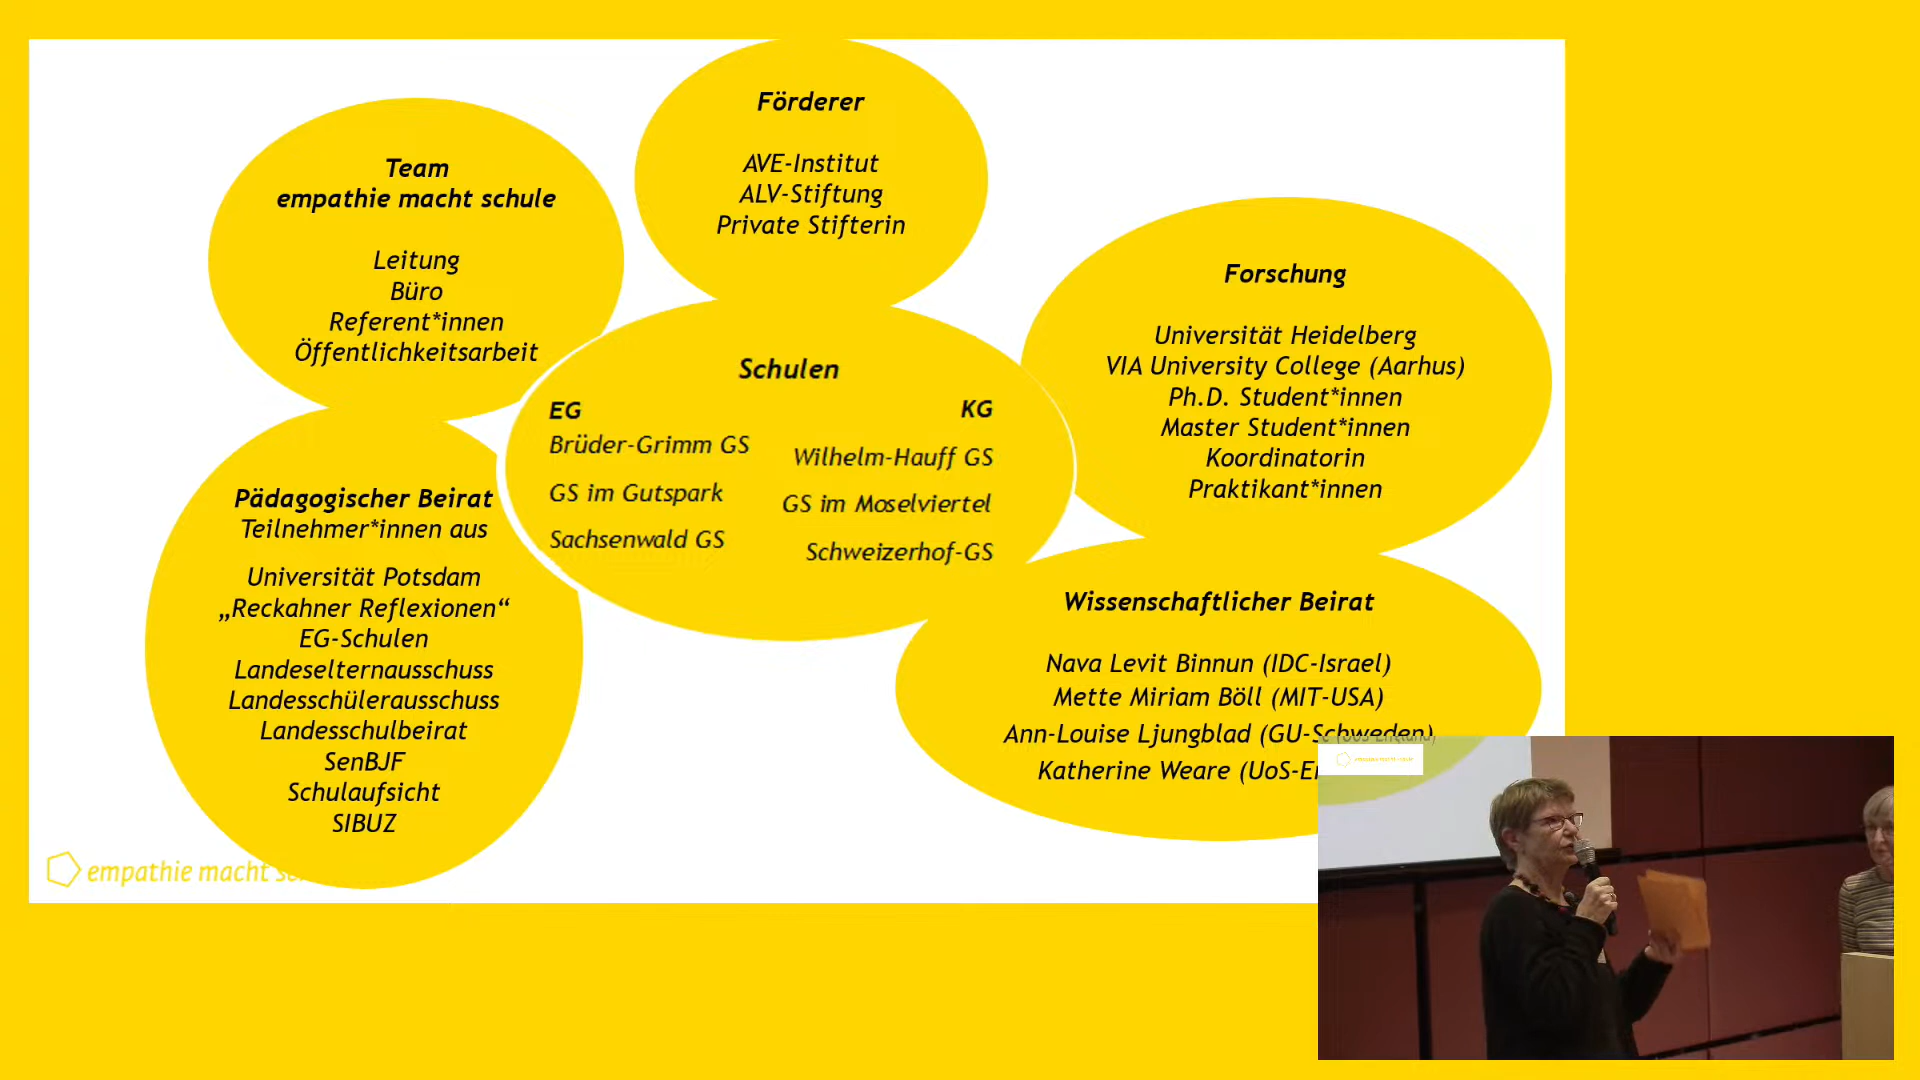 Förderer
AVE-Institut
ALV-Stiftung
Private Stifterin
Team
empathie macht schule
Leitung
Büro
Referent*innen
Öffentlichkeitsarbeit
Forschung
Universität Heidelberg
VIA University College (Aarhus)
Ph.D. Student*innen
Master Student*innen
Koordinatorin
Praktikant*innen
Schulen
EG
Brüder-Grimm GS
GS im Gutspark
Sachsenwald GS
KG
Wilhelm-Hauff GS
GS im Moselviertel
Schweizerhof-GS
Pädagogischer Beirat
Teilnehmer*innen aus
Universität Potsdam
„Reckahner Reflexionen“
EG-Schulen
Landeselternausschuss
Landesschülerausschuss
Landesschulbeirat
SenBJF
Schulaufsicht
SIBUZ
Wissenschaftlicher Beirat
Nava Levit Binnun (IDC-Israel)
Mette Miriam Böll (MIT-USA)
Ann-Louise Ljungblad (GU-Schweden)
Katherine Weare (UoS-E
empathie macht